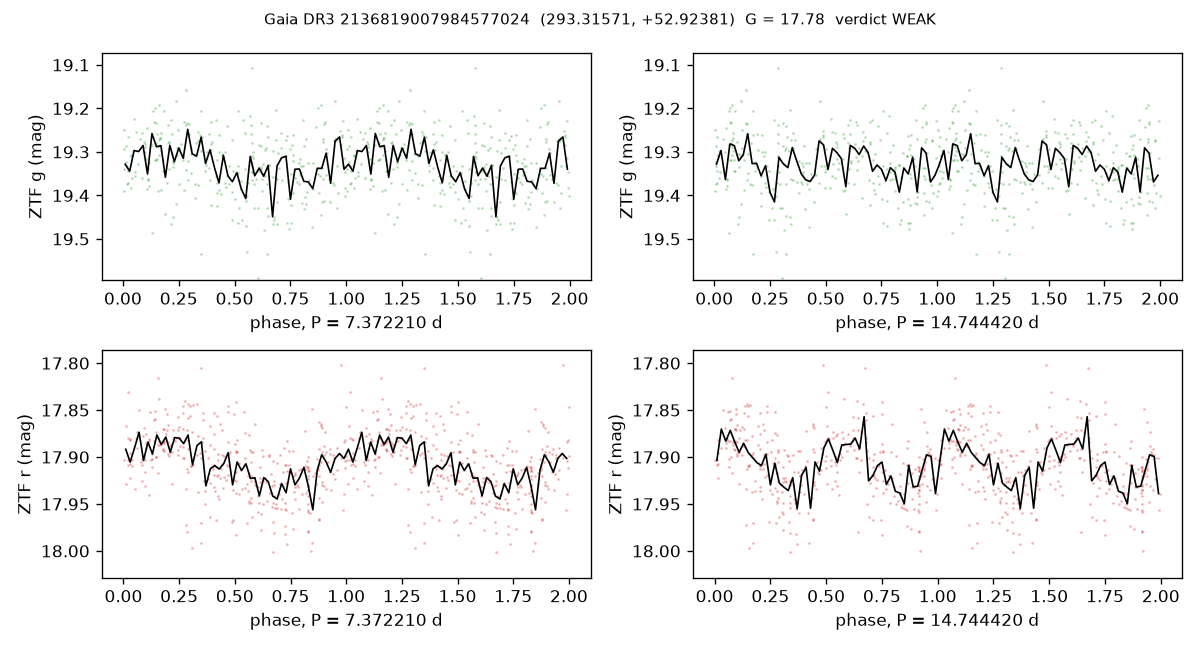 Gaia DR3 2136819007984577024 (293.31571, +52.92381) G = 17.78 verdict WEAK
ZTF g (mag)
19.1
19.2
19.3
19.4
19.5
0.00 0.25 0.50 0.75 1.00 1.25 1.50 1.75 2.00
phase, P = 7.372210 d
ZTF g (mag)
19.1
19.2
19.3
19.4
19.5
0.00 0.25 0.50 0.75 1.00 1.25 1.50 1.75 2.00
phase, P = 14.744420 d
ZTF r (mag)
17.80
17.85
17.90
17.95
18.00
0.00 0.25 0.50 0.75 1.00 1.25 1.50 1.75 2.00
phase, P = 7.372210 d
ZTF r (mag)
17.80
17.85
17.90
17.95
18.00
0.00 0.25 0.50 0.75 1.00 1.25 1.50 1.75 2.00
phase, P = 14.744420 d